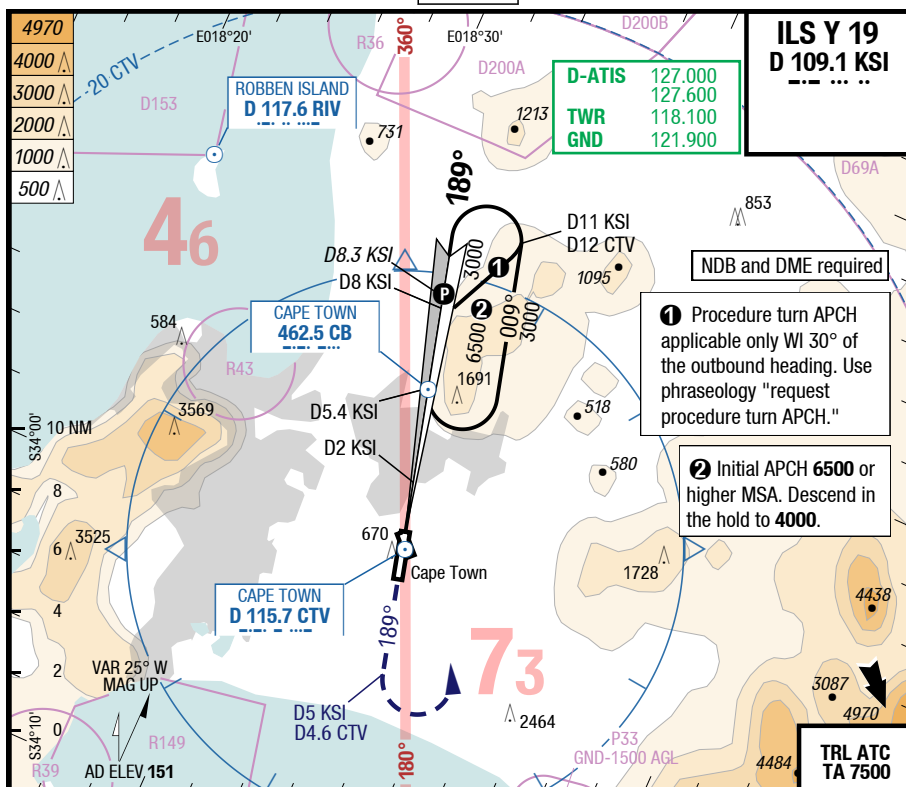 4970
4000
3000
2000
1000
500
E018°20'
E018°30'
360°
R36
D200B
D200A
20 CTV
D153
ROBBEN ISLAND
D 117.6 RIV
D-ATIS 127.000
127.600
TWR 118.100
GND 121.900
ILS Y 19
D 109.1 KSI
D69A
731
1213
853
46
189°
D11 KSI
D12 CTV
D8.3 KSI
D8 KSI
3000
1
P
2
1095
NDB and DME required
CAPE TOWN
462.5 CB
6500
009°
3000
584
R43
1691
3569
518
580
D5.4 KSI
D2 KSI
1 Procedure turn APCH
applicable only WI 30° of
the outbound heading. Use
phraseology "request
procedure turn APCH."
2 Initial APCH 6500 or
higher MSA. Descend in
the hold to 4000.
S34°00'
10 NM
8
6
4
2
0
S34°10'
3525
670
Cape Town
CAPE TOWN
D 115.7 CTV
1728
4438
189°
73
VAR 25° W
MAG UP
D5 KSI
D4.6 CTV
2464
3087
4970
P33
GND-1500 AGL
R149
R39
AD ELEV 151
180°
4484
TRL ATC
TA 7500